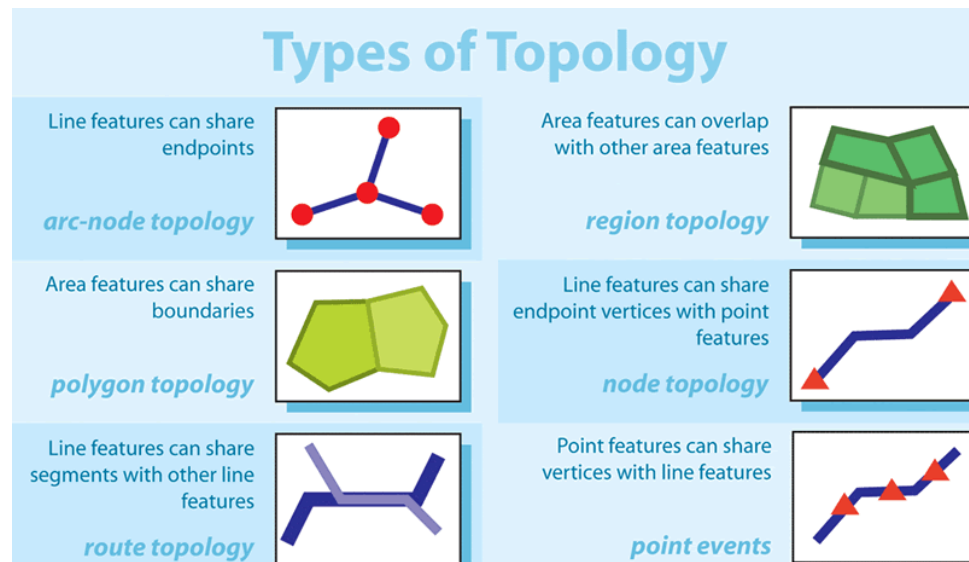 Types of Topology
Line features can share
endpoints
arc-node topology
Area features can overlap
with other area features
region topology
Area features can share
boundaries
polygon topology
Line features can share
endpoint vertices with point
features
node topology
Line features can share
segments with other line
features
route topology
Point features can share
vertices with line features
point events